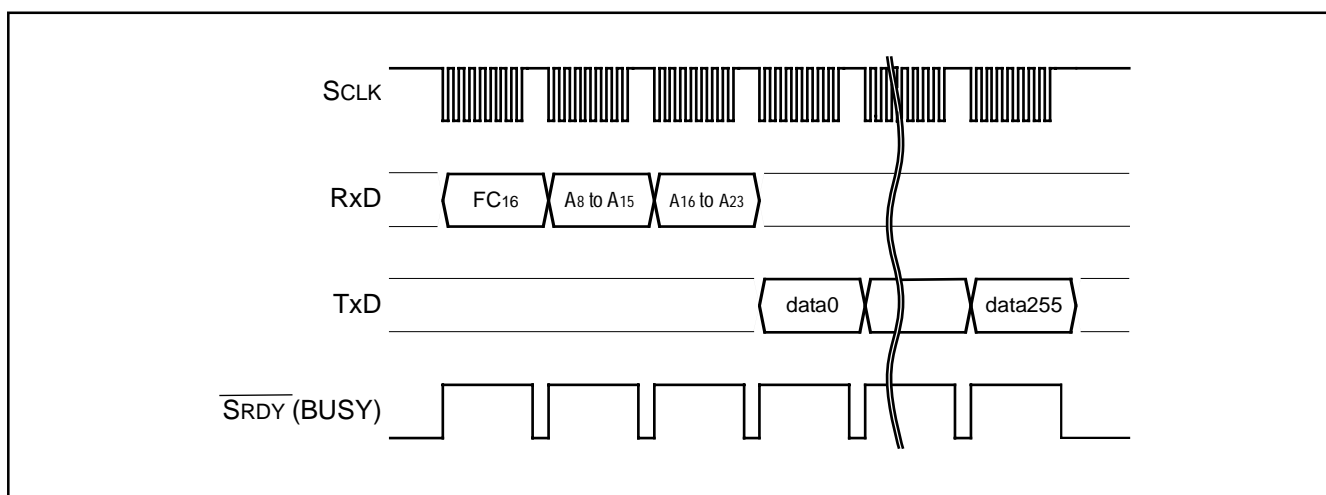 SCLK
RxD FC16 A8 to A15 A16 to A23
TxD data0 data255
SRDY (BUSY)